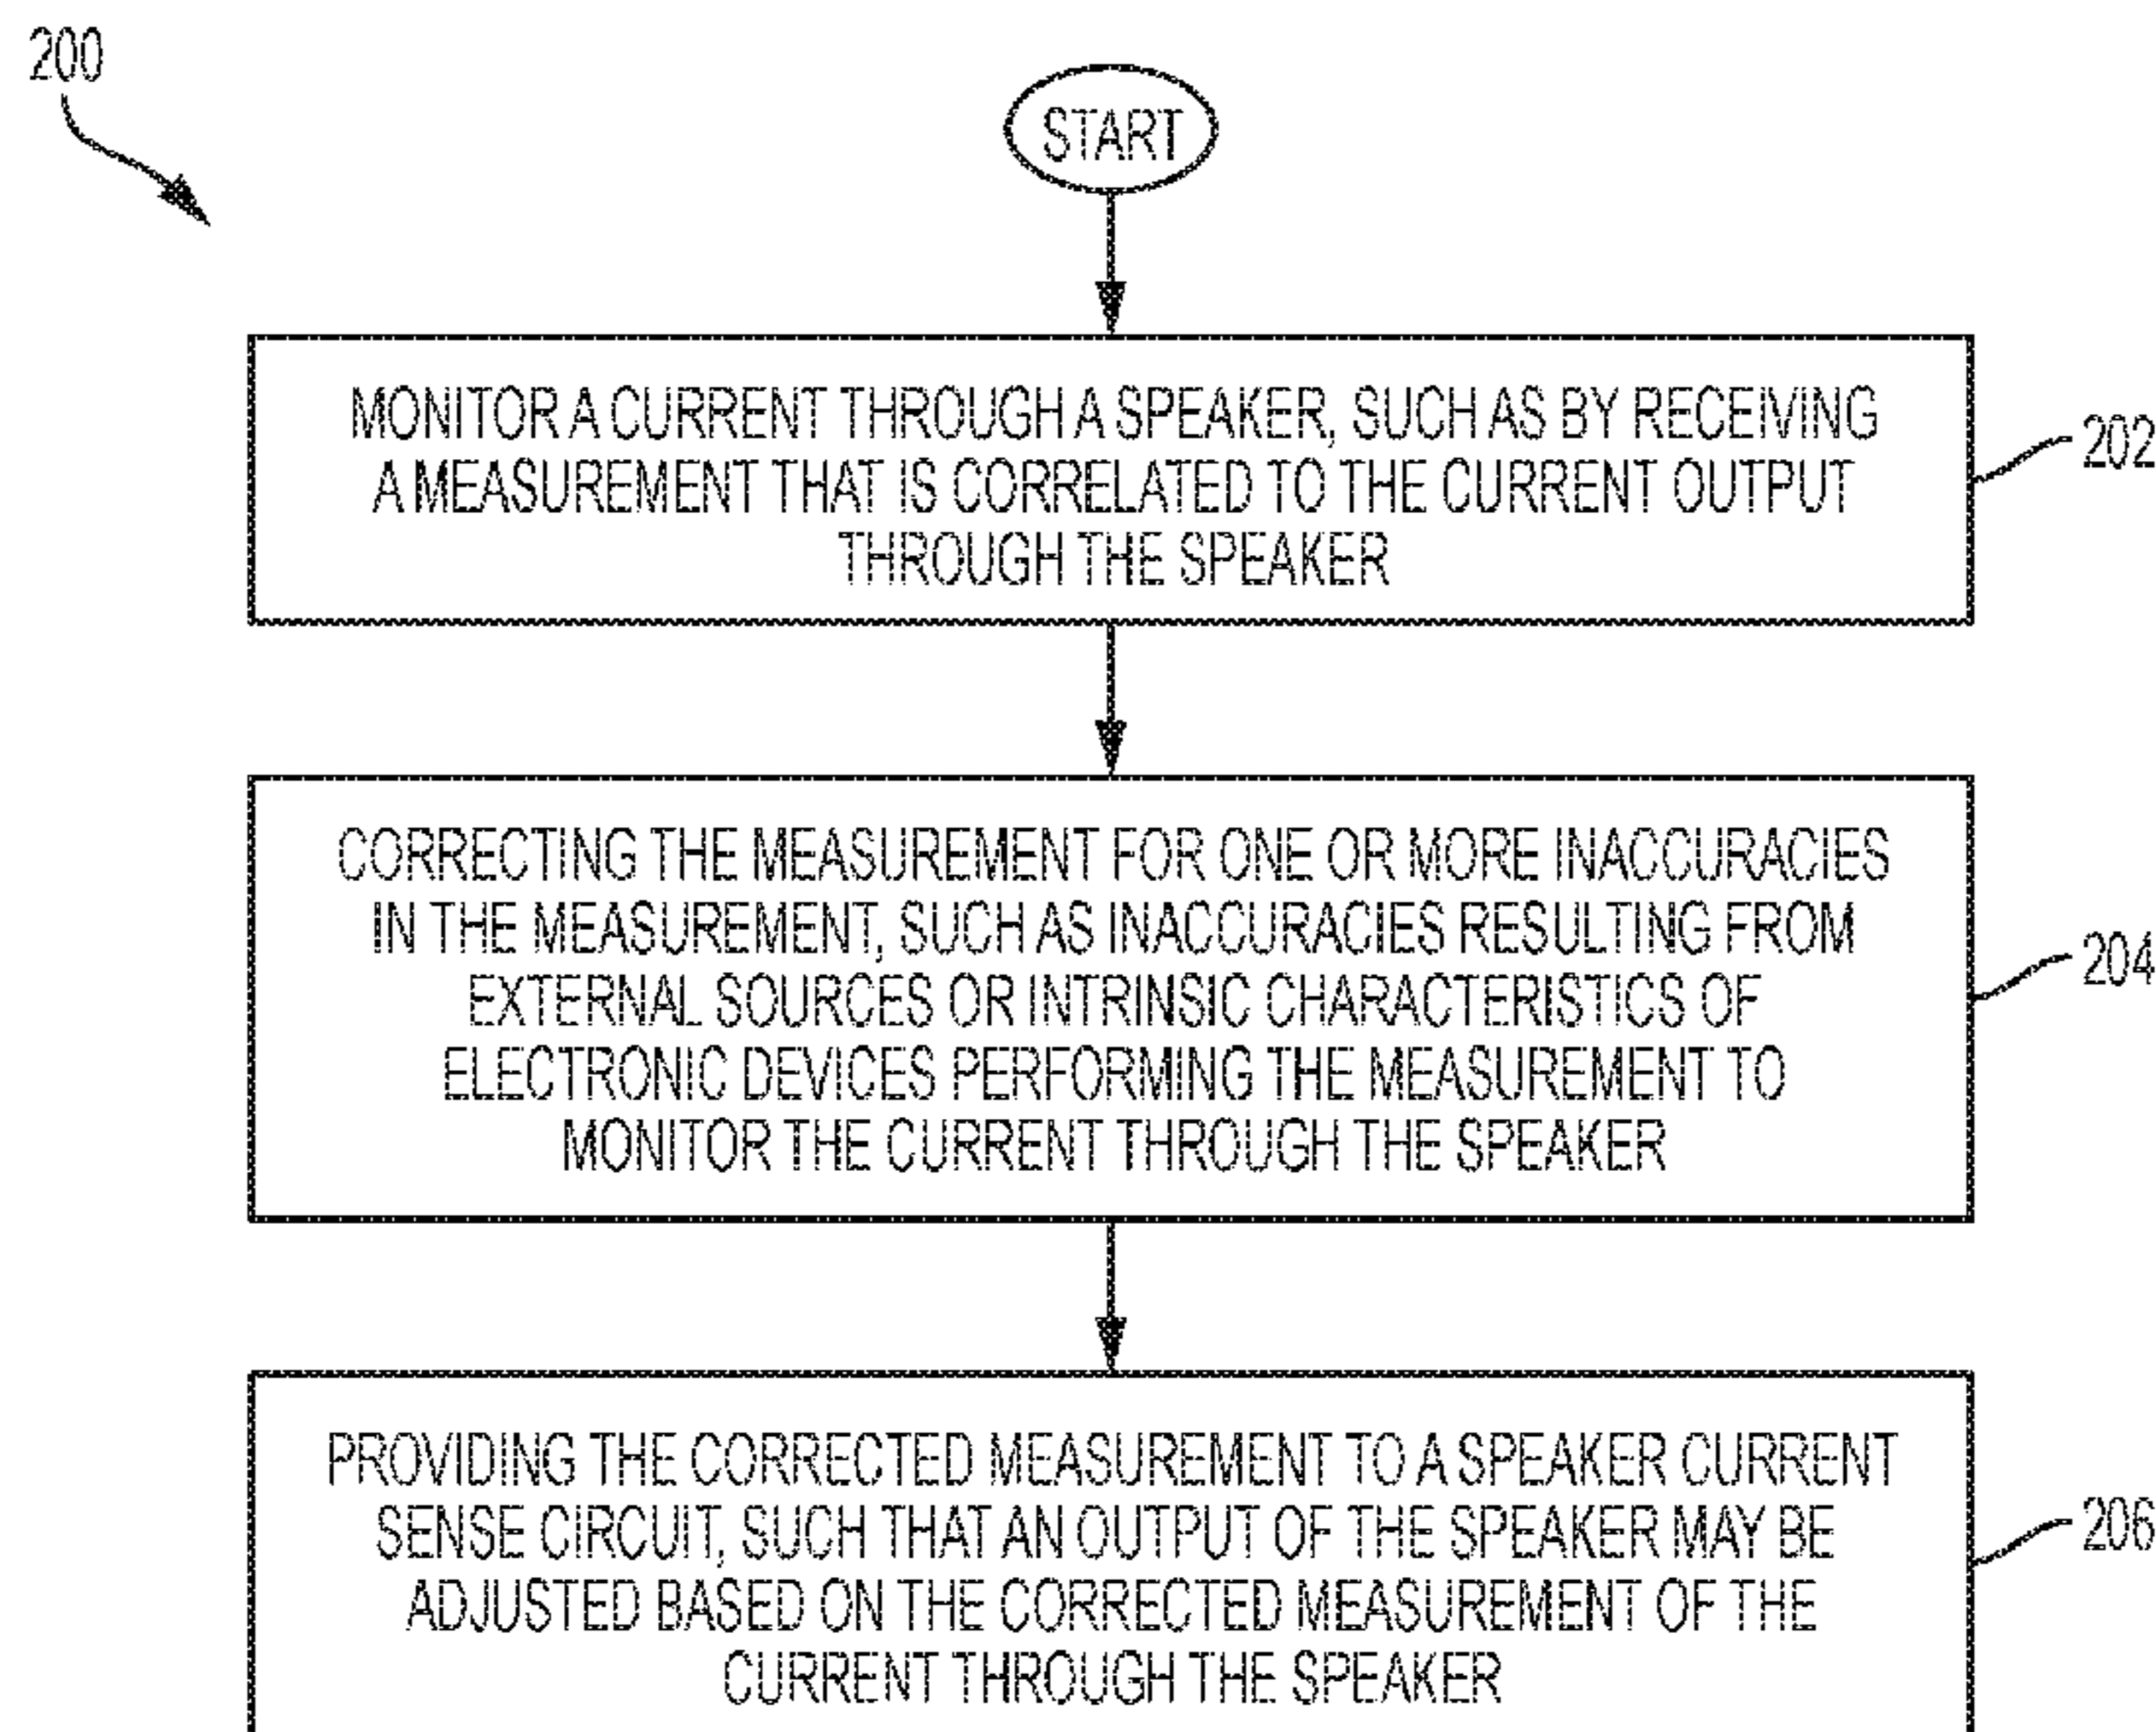 200
START
MONITOR A CURRENT THROUGH A SPEAKER, SUCH AS BY RECEIVING
A MEASUREMENT THAT IS CORRELATED TO THE CURRENT OUTPUT
THROUGH THE SPEAKER
202
CORRECTING THE MEASUREMENT FOR ONE OR MORE INACCURACIES
IN THE MEASUREMENT, SUCH AS INACCURACIES RESULTING FROM
EXTERNAL SOURCES OR INTRINSIC CHARACTERISTICS OF
ELECTRONIC DEVICES PERFORMING THE MEASUREMENT TO
MONITOR THE CURRENT THROUGH THE SPEAKER
204
PROVIDING THE CORRECTED MEASUREMENT TO A SPEAKER CURRENT
SENSE CIRCUIT, SUCH THAT AN OUTPUT OF THE SPEAKER MAY BE
ADJUSTED BASED ON THE CORRECTED MEASUREMENT OF THE
CURRENT THROUGH THE SPEAKER
206